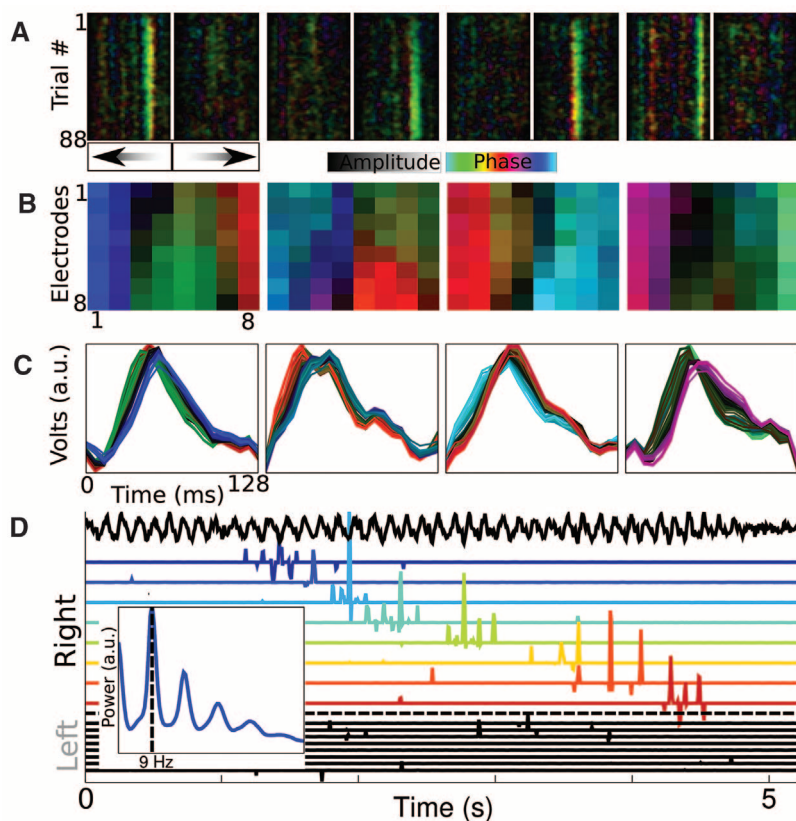 A
Trial #
1
88
Amplitude
Phase
B
Electrodes
1
8
1
8
C
Volts (a.u.)
0
Time (ms)
128
D
Right
Left
Power (a.u.)
9 Hz
0
5
Time (s)